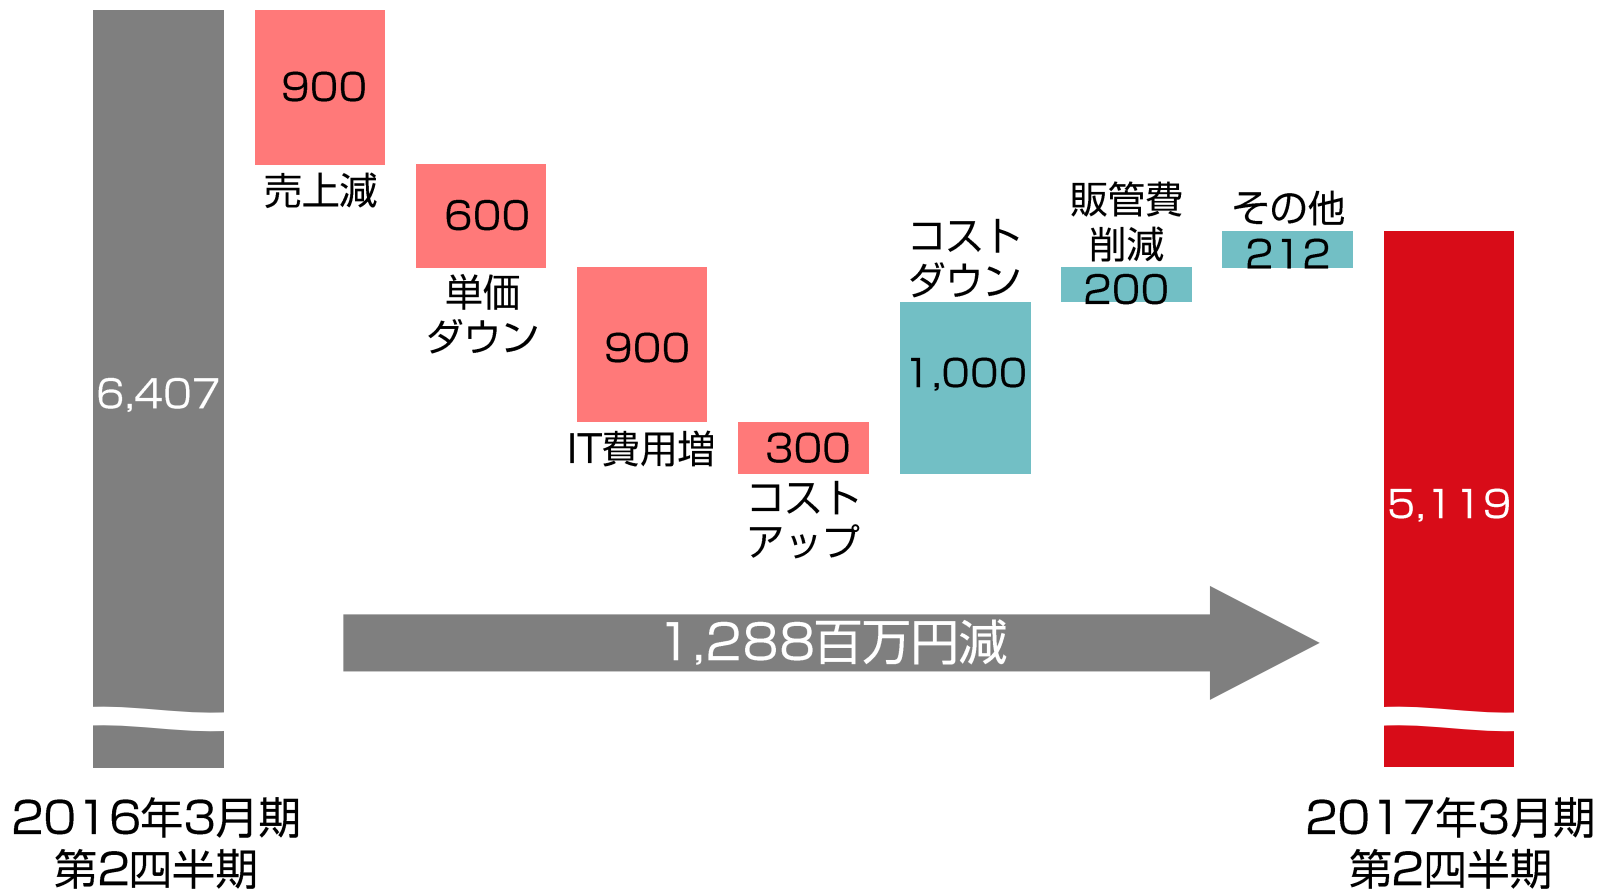 6,407
2016年3月期
第2四半期
900
売上減
600
単価
ダウン
900
IT費用増
300
コスト
アップ
コスト
ダウン
1,000
販管費
削減
200
その他
212
5,119
2017年3月期
第2四半期
1,288百万円減